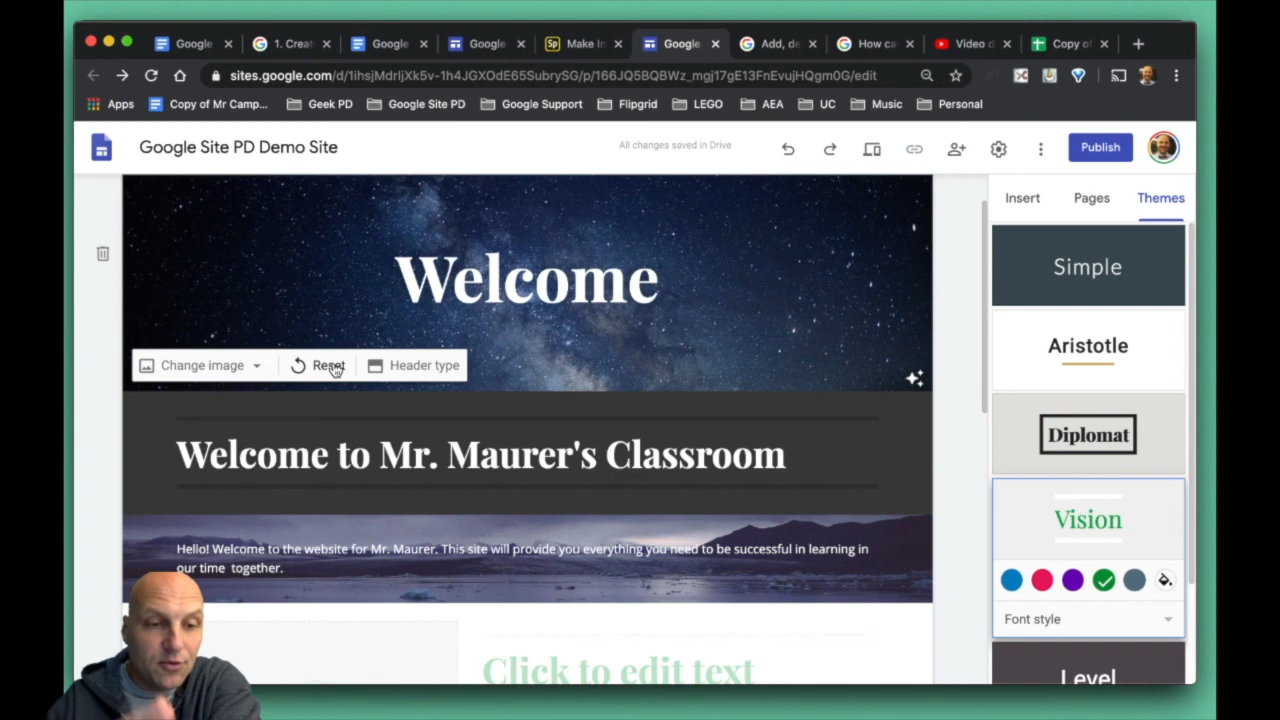 Google
1. Creat
Google
Google
Make In
Google
Add, de
How ca
Video d
Copy of
sites.google.com/d/1ihsjMdrljXk5v-1h4JGXOdE65SubrySG/p/166JQ5BQBWz_mgj17gE13FnEvujHQgm0G/edit
Apps
Copy of Mr Camp...
Geek PD
Google Site PD
Google Support
Flipgrid
LEGO
AEA
UC
Music
Personal
Google Site PD Demo Site
All changes saved in Drive
Publish
Insert
Pages
Themes
Welcome
Change image
Reset
Header type
Welcome to Mr. Maurer's Classroom
Hello! Welcome to the website for Mr. Maurer. This site will provide you everything you need to be successful in learning in
our time together.
Click to edit text
Simple
Aristotle
Diplomat
Vision
Font style
Level